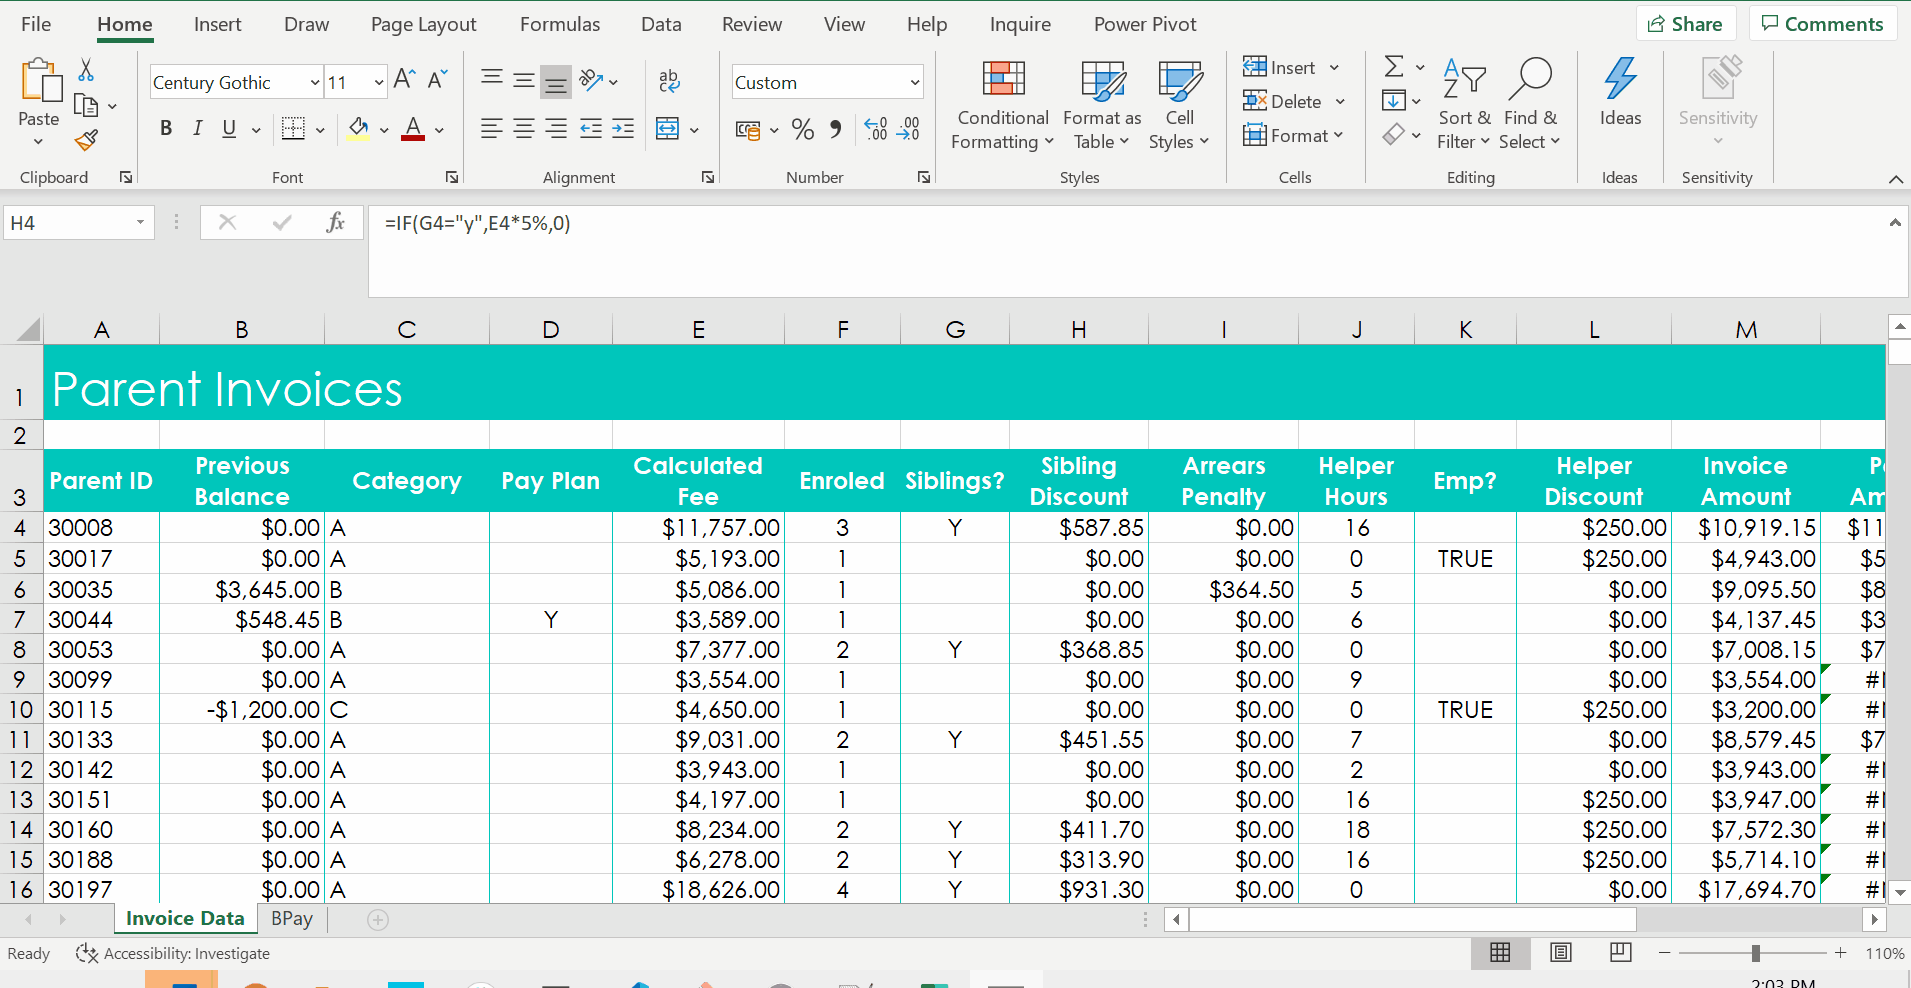 File Home Insert Draw Page Layout Formulas Data Review View Help Inquire Power Pivot Share Comments
Paste
Clipboard
Century Gothic 11
B I U
Font
ab
Alignment
Custom
% .00 .00
Number
Conditional Formatting
Format as Table
Cell Styles
Styles
Insert
Delete
Format
Cells
Sort & Filter
Find & Select
Editing
Ideas
Ideas
Sensitivity
Sensitivity
H4 fx =IF(G4="y",E4*5%,0)
A B C D E F G H I J K L M
1 Parent Invoices
2
3 Parent ID Previous Balance Category Pay Plan Calculated Fee Enroled Siblings? Sibling Discount Arrears Penalty Helper Hours Emp? Helper Discount Invoice Amount
4 30008 $0.00 A $11,757.00 3 Y $587.85 $0.00 16 $250.00 $10,919.15 $11
5 30017 $0.00 A $5,193.00 1 $0.00 $0.00 0 TRUE $250.00 $4,943.00 $5
6 30035 $3,645.00 B $5,086.00 1 $0.00 $364.50 5 $0.00 $9,095.50 $8
7 30044 $548.45 B Y $3,589.00 1 $0.00 $0.00 6 $0.00 $4,137.45 $3
8 30053 $0.00 A $7,377.00 2 Y $368.85 $0.00 0 $0.00 $7,008.15 $7
9 30099 $0.00 A $3,554.00 1 $0.00 $0.00 9 $0.00 $3,554.00
10 30115 -$1,200.00 C $4,650.00 1 $0.00 $0.00 0 TRUE $250.00 $3,200.00
11 30133 $0.00 A $9,031.00 2 Y $451.55 $0.00 7 $0.00 $8,579.45 $7
12 30142 $0.00 A $3,943.00 1 $0.00 $0.00 2 $0.00 $3,943.00
13 30151 $0.00 A $4,197.00 1 $0.00 $0.00 16 $250.00 $3,947.00
14 30160 $0.00 A $8,234.00 2 Y $411.70 $0.00 18 $250.00 $7,572.30
15 30188 $0.00 A $6,278.00 2 Y $313.90 $0.00 16 $250.00 $5,714.10
16 30197 $0.00 A $18,626.00 4 Y $931.30 $0.00 0 $0.00 $17,694.70
Invoice Data BPay
Ready Accessibility: Investigate 110%
2:03 PM